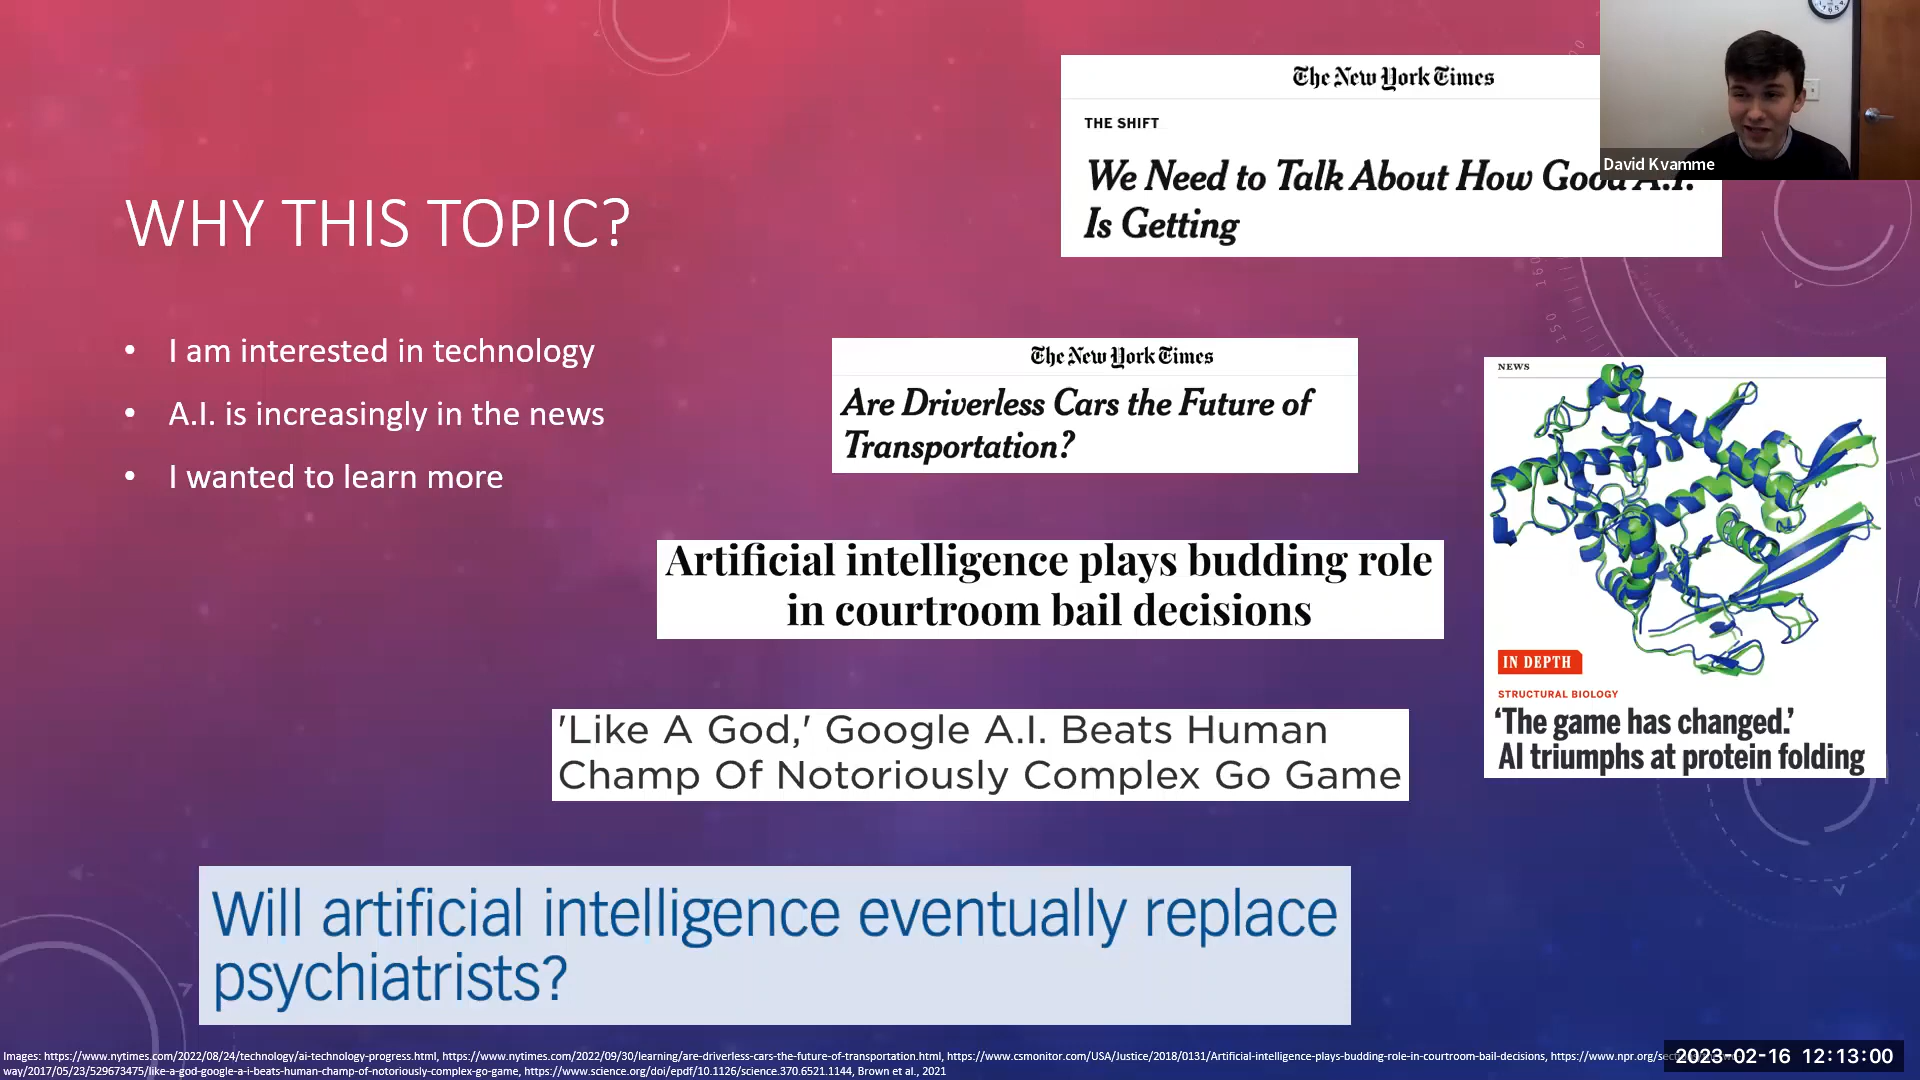 WHY THIS TOPIC?
• I am interested in technology
• A.I. is increasingly in the news
• I wanted to learn more
The New York Times
THE SHIFT
We Need to Talk About How Good A.I.
Is Getting
David Kvamme
The New York Times
Are Driverless Cars the Future of
Transportation?
Artificial intelligence plays budding role
in courtroom bail decisions
NEWS
IN DEPTH
STRUCTURAL BIOLOGY
‘The game has changed.’
AI triumphs at protein folding
'Like A God,' Google A.I. Beats Human
Champ Of Notoriously Complex Go Game
Will artificial intelligence eventually replace
psychiatrists?
Images: https://www.nytimes.com/2022/08/24/technology/ai-technology-progress.html, https://www.nytimes.com/2022/09/30/learning/are-driverless-cars-the-future-of-transportation.html, https://www.csmonitor.com/USA/Justice/2018/0131/Artificial-intelligence-plays-budding-role-in-courtroom-bail-decisions, https://www.npr.org/
way/2017/05/23/529673475/like-a-god-google-a-i-beats-human-champ-of-notoriously-complex-go-game, https://www.science.org/doi/epdf/10.1126/science.370.6521.1144, Brown et al., 2021
2023-02-16 12:13:00